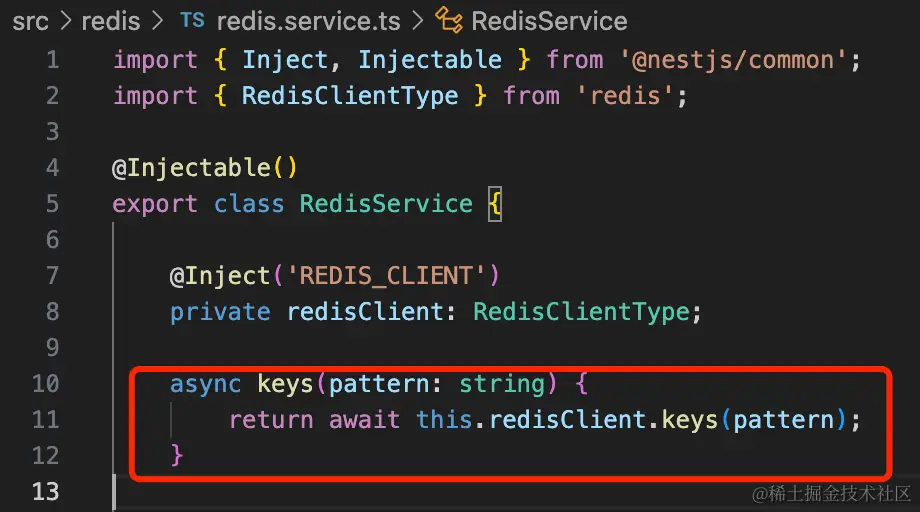 src > redis > TS redis.service.ts > RedisService
1 import { Inject, Injectable } from '@nestjs/common';
2 import { RedisClientType } from 'redis';
3
4 @Injectable()
5 export class RedisService {
6
7 @Inject('REDIS_CLIENT')
8 private redisClient: RedisClientType;
9
10 async keys(pattern: string) {
11 return await this.redisClient.keys(pattern);
12 }
13
@稀土掘金技术社区